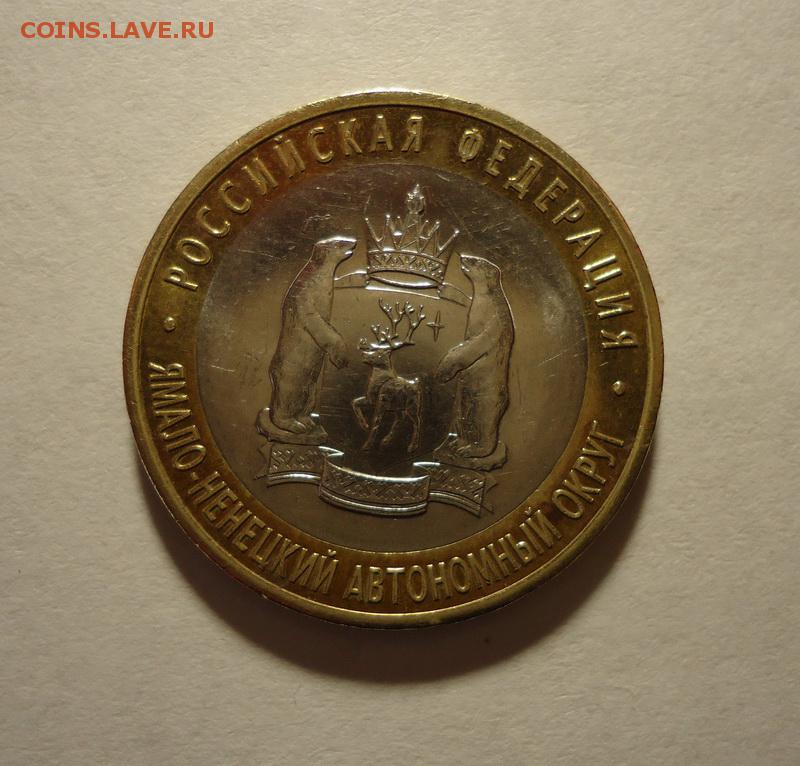 COINS.LAVE.RU
РОССИЙСКАЯ ФЕДЕРАЦИЯ
ЯМАЛО-НЕНЕЦКИЙ АВТОНОМНЫЙ ОКРУГ